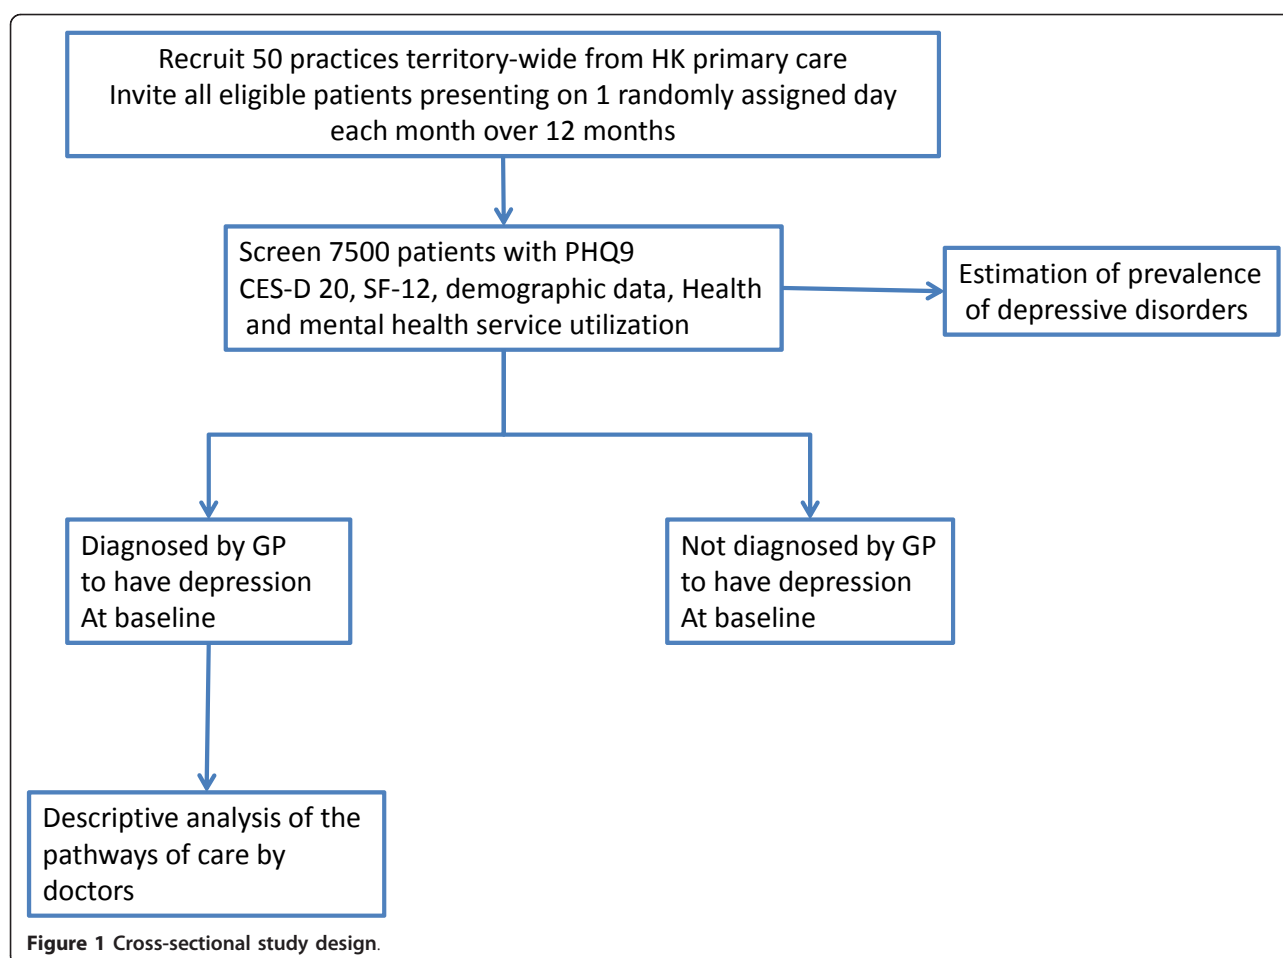 Recruit 50 practices territory-wide from HK primary care
Invite all eligible patients presenting on 1 randomly assigned day
each month over 12 months
Screen 7500 patients with PHQ9
CES-D 20, SF-12, demographic data, Health
and mental health service utilization
Estimation of prevalence
of depressive disorders
Diagnosed by GP
to have depression
At baseline
Not diagnosed by GP
to have depression
At baseline
Descriptive analysis of the
pathways of care by
doctors
Figure 1 Cross-sectional study design.